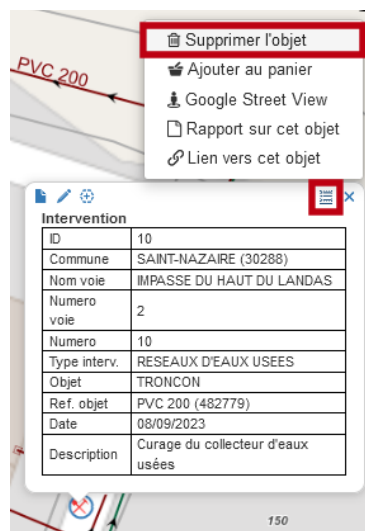 Supprimer l'objet
PVC 200
Ajouter au panier
Google Street View
Rapport sur cet objet
Lien vers cet objet
Intervention
ID 10
Commune SAINT-NAZAIRE (30288)
Nom voie IMPASSE DU HAUT DU LANDAS
Numero
voie 2
Numero 10
Type interv. RESEAUX D'EAUX USEES
Objet TRONCON
Ref. objet PVC 200 (482779)
Date 08/09/2023
Description Curage du collecteur d'eaux
usées
150